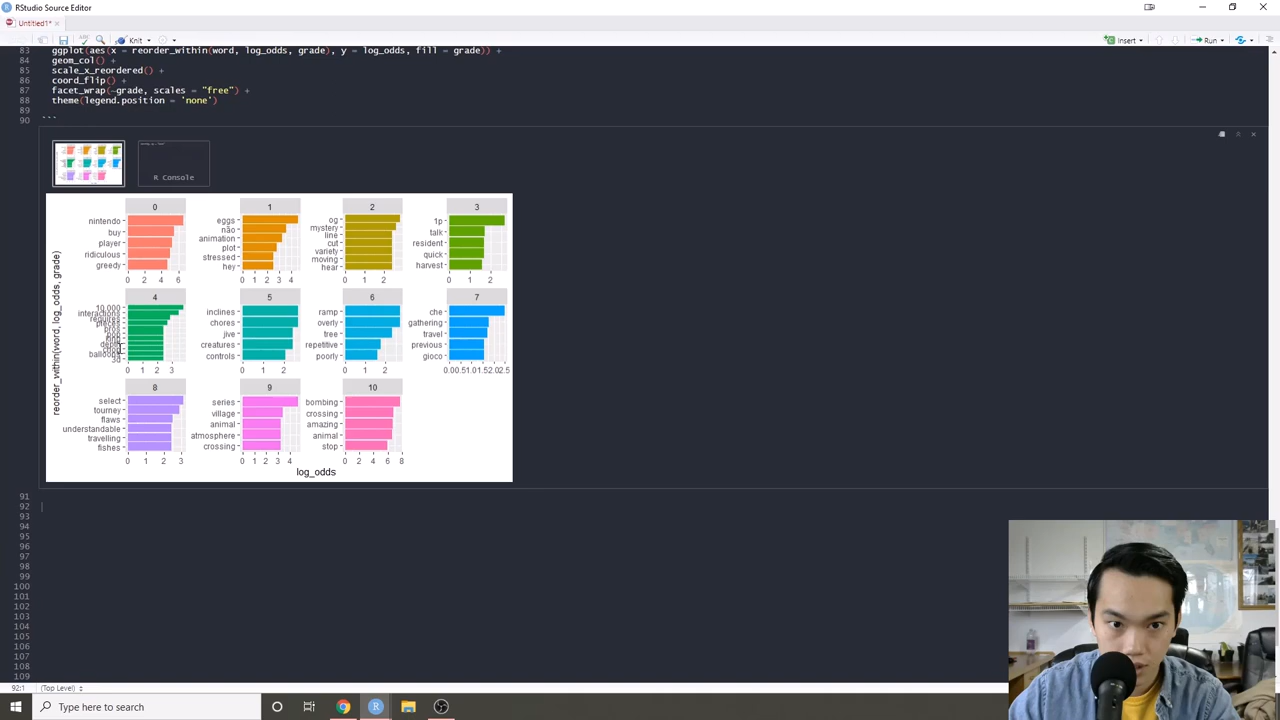 RStudio Source Editor
Untitled1* ×
Knit
Insert
Run
83 ggplot(aes(x = reorder_within(word, log_odds, grade), y = log_odds, fill = grade)) +
84 geom_col() +
85 scale_x_reordered() +
86 coord_flip() +
87 facet_wrap(~grade, scales = "free") +
88 theme(legend.position = 'none')
89
90 ```
R Console
reorder_within(word, log_odds, grade)
0
nintendo
buy
player
ridiculous
greedy
0 2 4 6
1
eggs
não
animation
plot
stressed
hey
0 1 2 3 4
2
og
mystery
line
cut
variety
moving
hear
0 1 2
3
1p
talk
resident
quick
harvest
0 1 2
4
10,000
interactions
requires
pieces
pros
balloons
3d
0 1 2 3
5
inclines
chores
jive
creatures
controls
0 1 2
6
ramp
overly
tree
repetitive
poorly
0 1 2
7
che
gathering
travel
previous
gioco
0.00.51.01.52.02.5
8
select
tourney
flaws
understandable
travelling
fishes
0 1 2 3
9
series
village
animal
atmosphere
crossing
0 1 2 3 4
10
bombing
crossing
amazing
animal
stop
0 2 4 6 8
log_odds
91
92
93
94
95
96
97
98
99
100
101
102
103
104
105
106
107
108
109
92:1 (Top Level)
Type here to search